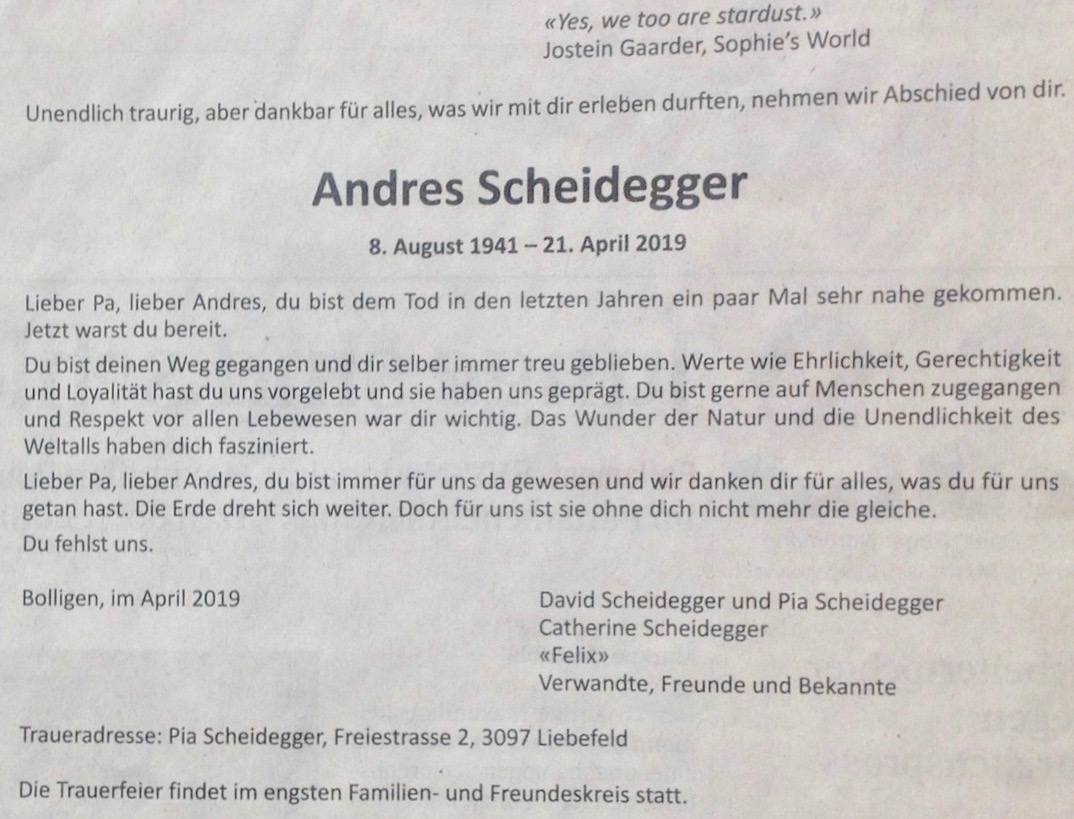 «Yes, we too are stardust.»
Jostein Gaarder, Sophie's World
Unendlich traurig, aber dankbar für alles, was wir mit dir erleben durften, nehmen wir Abschied von dir.
Andres Scheidegger
8. August 1941 – 21. April 2019
Lieber Pa, lieber Andres, du bist dem Tod in den letzten Jahren ein paar Mal sehr nahe gekommen.
Jetzt warst du bereit.
Du bist deinen Weg gegangen und dir selber immer treu geblieben. Werte wie Ehrlichkeit, Gerechtigkeit
und Loyalität hast du uns vorgelebt und sie haben uns geprägt. Du bist gerne auf Menschen zugegangen
und Respekt vor allen Lebewesen war dir wichtig. Das Wunder der Natur und die Unendlichkeit des
Weltalls haben dich fasziniert.
Lieber Pa, lieber Andres, du bist immer für uns da gewesen und wir danken dir für alles, was du für uns
getan hast. Die Erde dreht sich weiter. Doch für uns ist sie ohne dich nicht mehr die gleiche.
Du fehlst uns.
Bolligen, im April 2019
David Scheidegger und Pia Scheidegger
Catherine Scheidegger
«Felix»
Verwandte, Freunde und Bekannte
Traueradresse: Pia Scheidegger, Freiestrasse 2, 3097 Liebefeld
Die Trauerfeier findet im engsten Familien- und Freundeskreis statt.